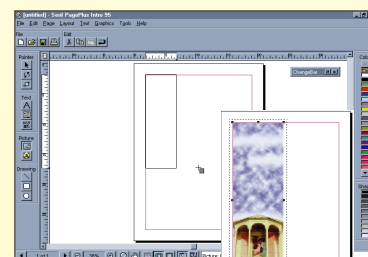 [untitled] - Serif PagePlus Intro 95
File Edit Page Layout Text Graphics Tools Help
File Edit
Pointer
ChangeBar
Text
Picture
Drawing
1 of 1